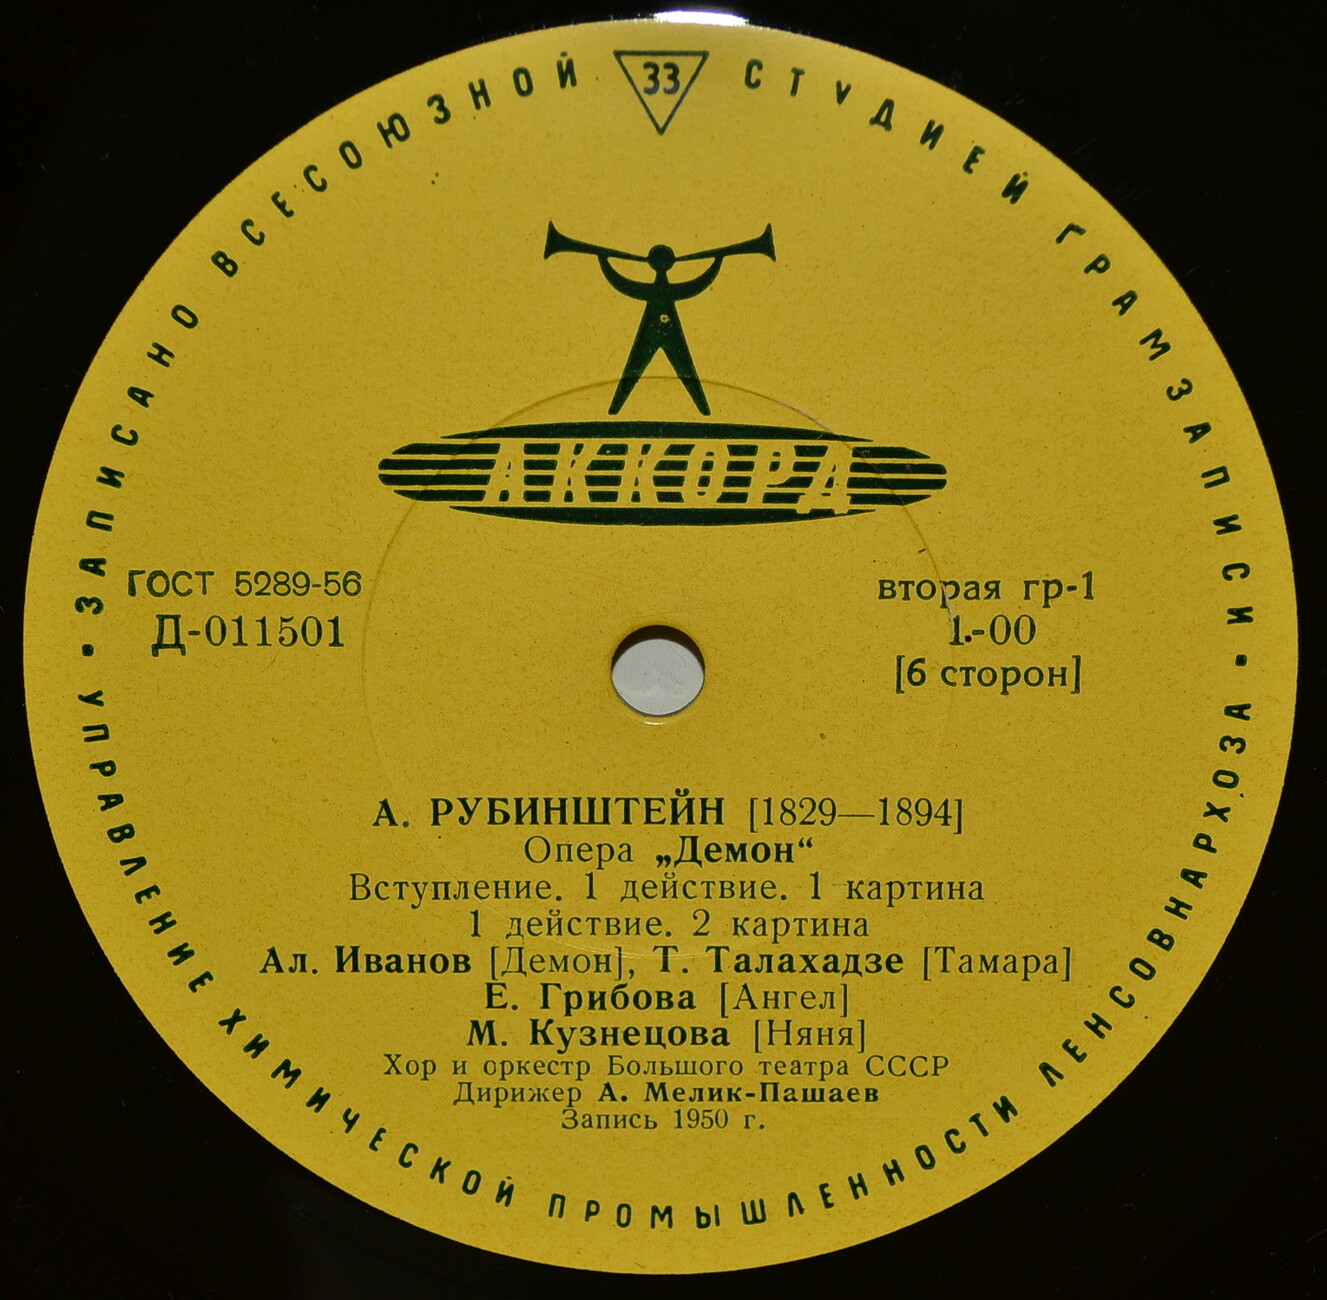 ЗАПИСАНО ВСЕСОЮЗНОЙ СТУДИЕЙ ГРАМЗАПИСИ
33
АККОРД
ГОСТ 5289-56
Д-011501
вторая гр-1
1.-00
[6 сторон]
А. РУБИНШТЕЙН [1829—1894]
Опера „Демон“
Вступление. 1 действие. 1 картина
1 действие. 2 картина
Ал. Иванов [Демон], Т. Талахадзе [Тамара]
Е. Грибова [Ангел]
М. Кузнецова [Няня]
Хор и оркестр Большого театра СССР
Дирижер А. Мелик-Пашаев
Запись 1950 г.
• УПРАВЛЕНИЕ ХИМИЧЕСКОЙ ПРОМЫШЛЕННОСТИ ЛЕНСОВНАРХОЗА •